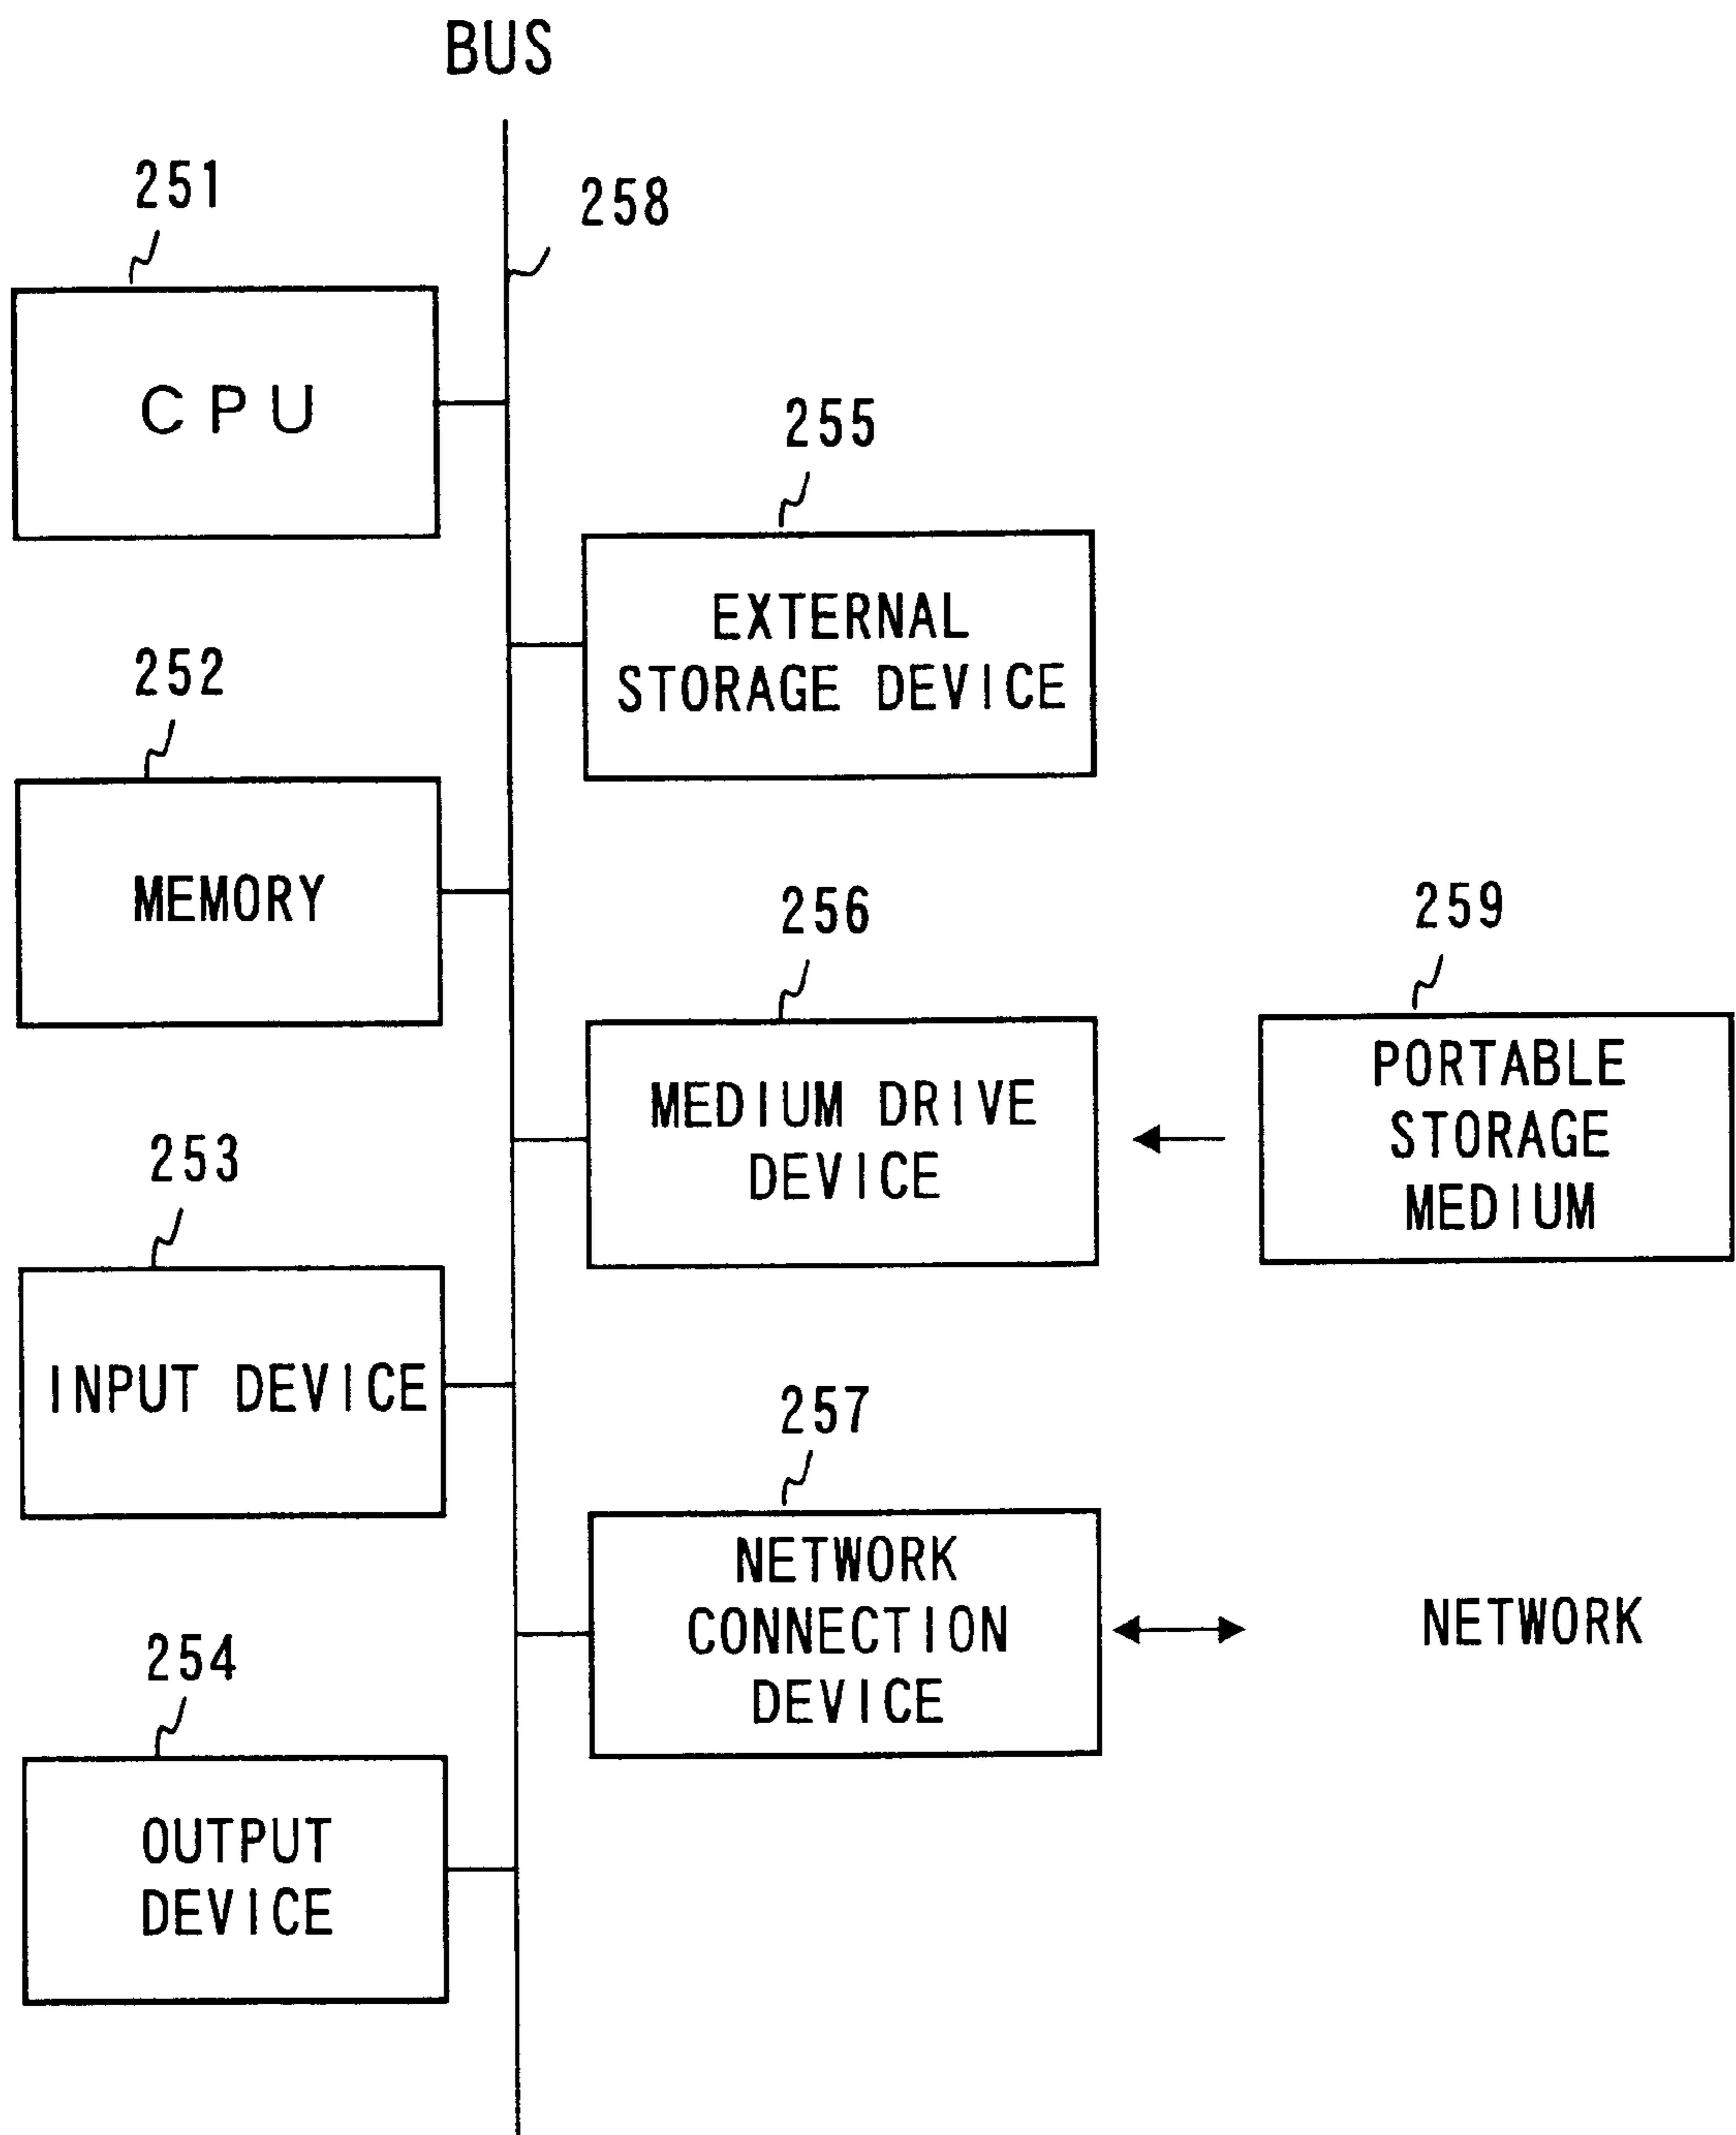 BUS
251
258
CPU
255
EXTERNAL
STORAGE DEVICE
252
MEMORY
256
259
MEDIUM DRIVE
DEVICE
PORTABLE
STORAGE
MEDIUM
253
INPUT DEVICE
257
NETWORK
CONNECTION
DEVICE
NETWORK
254
OUTPUT
DEVICE